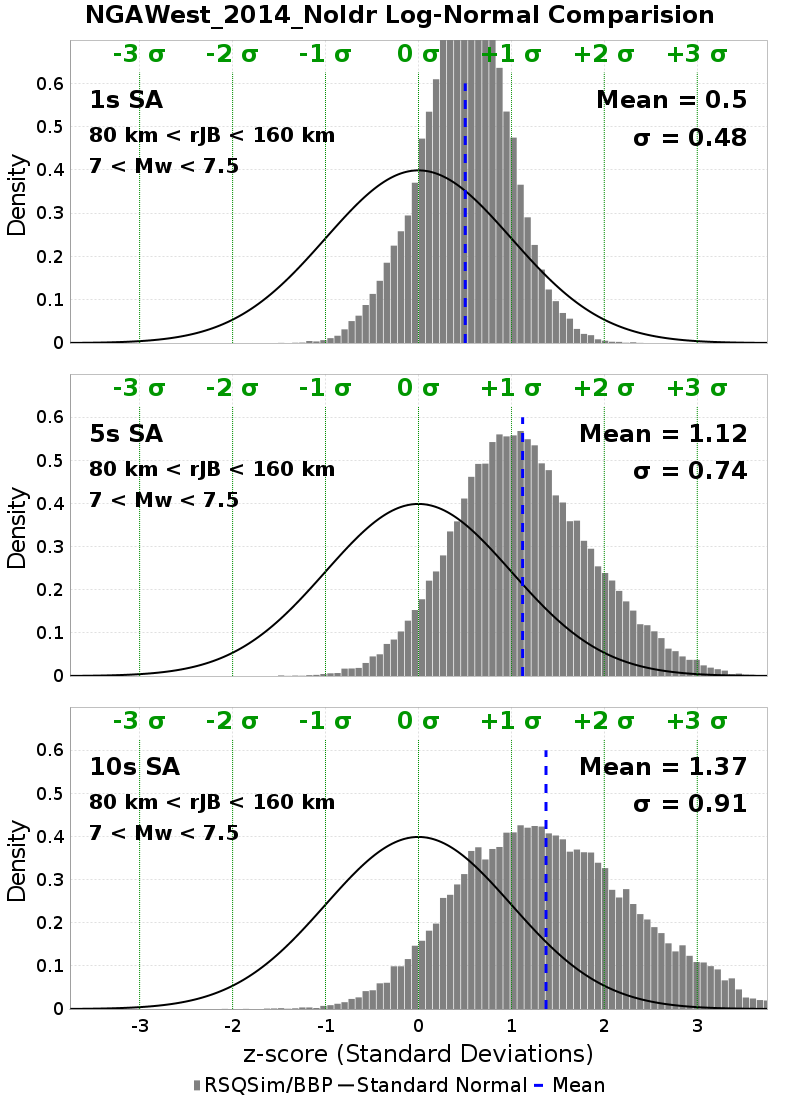 NGAWest_2014_NoIdr Log-Normal Comparision
-3 σ -2 σ -1 σ 0 σ +1 σ +2 σ +3 σ
0.6
1s SA Mean = 0.5
0.5
80 km < rJB < 160 km σ = 0.48
7 < Mw < 7.5
0.4
0.3
0.2
0.1
0
Density
-3 σ -2 σ -1 σ 0 σ +1 σ +2 σ +3 σ
0.6
5s SA Mean = 1.12
0.5
80 km < rJB < 160 km σ = 0.74
7 < Mw < 7.5
0.4
0.3
0.2
0.1
0
Density
-3 σ -2 σ -1 σ 0 σ +1 σ +2 σ +3 σ
0.6
10s SA Mean = 1.37
0.5
80 km < rJB < 160 km σ = 0.91
7 < Mw < 7.5
0.4
0.3
0.2
0.1
0
Density
-3 -2 -1 0 1 2 3
z-score (Standard Deviations)
RSQSim/BBP Standard Normal Mean